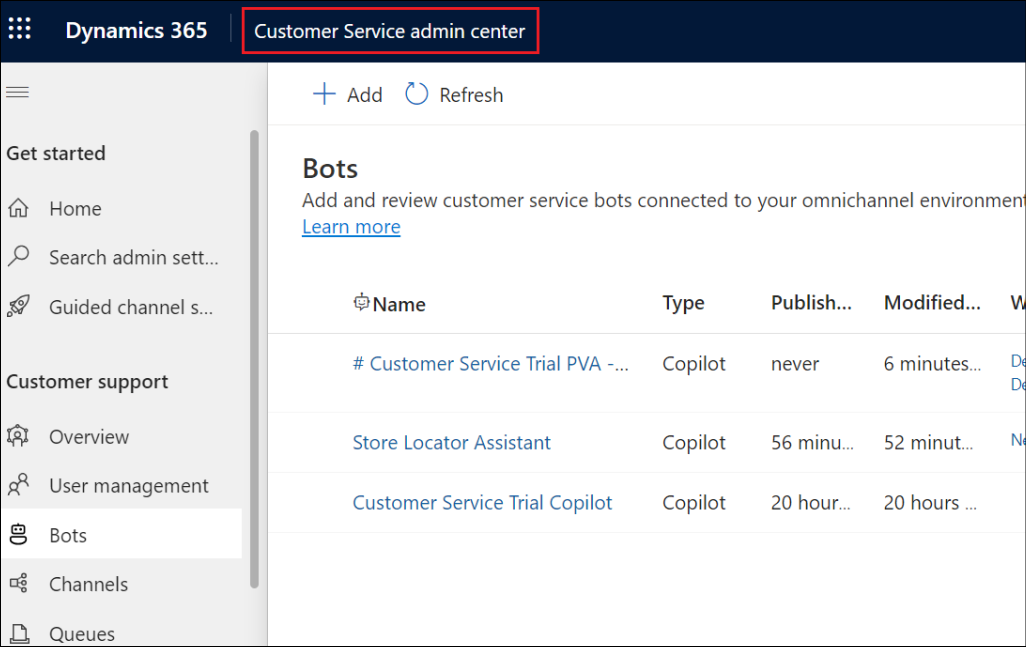 Dynamics 365
Customer Service admin center
Add
Refresh
Get started
Home
Search admin sett...
Guided channel s...
Customer support
Overview
User management
Bots
Channels
Queues
Bots
Add and review customer service bots connected to your omnichannel environment
Learn more
Name Type Publish... Modified... W
# Customer Service Trial PVA -... Copilot never 6 minutes... De
De
Store Locator Assistant Copilot 56 minu... 52 minut... Ne
Customer Service Trial Copilot Copilot 20 hour... 20 hours ...